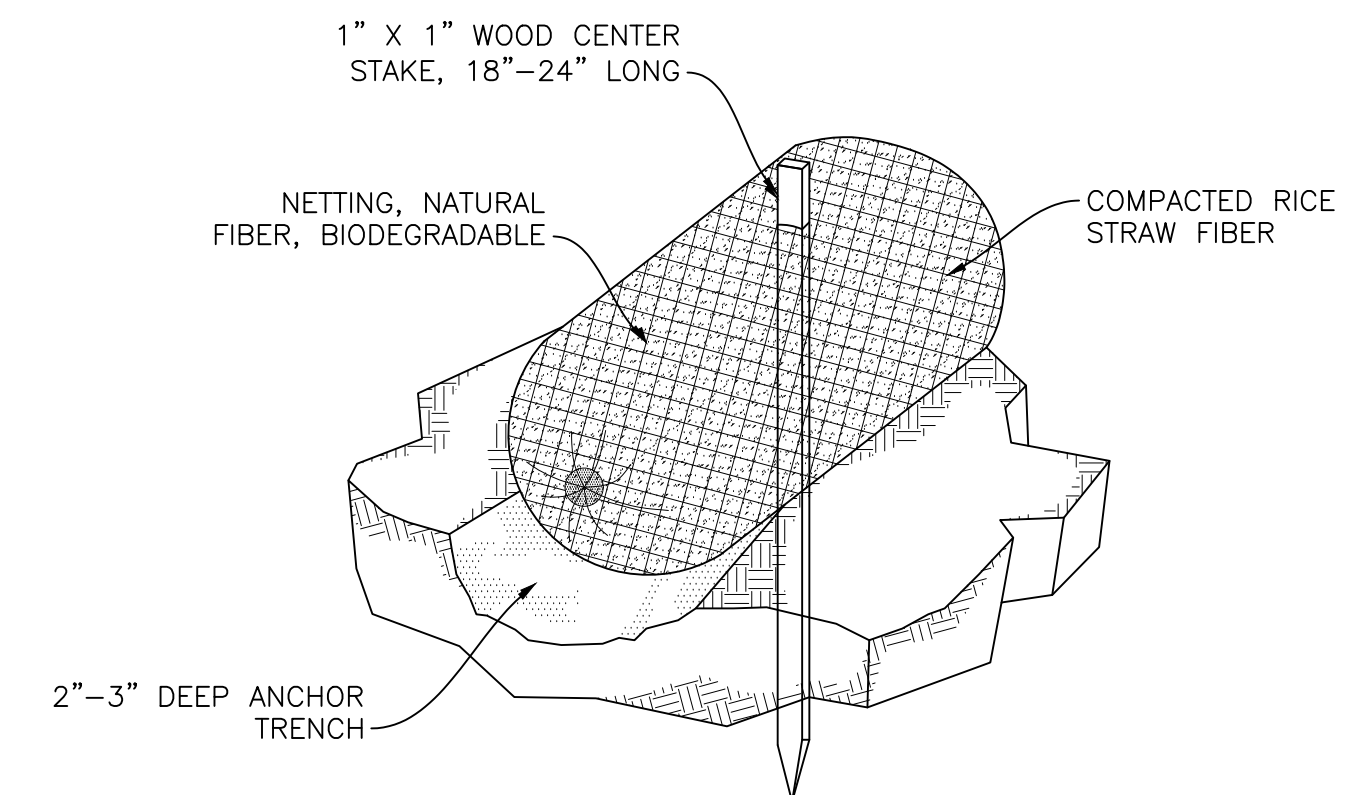 1” X 1” WOOD CENTER
STAKE, 18”–24” LONG
NETTING, NATURAL
FIBER, BIODEGRADABLE
COMPACTED RICE
STRAW FIBER
2”–3” DEEP ANCHOR
TRENCH